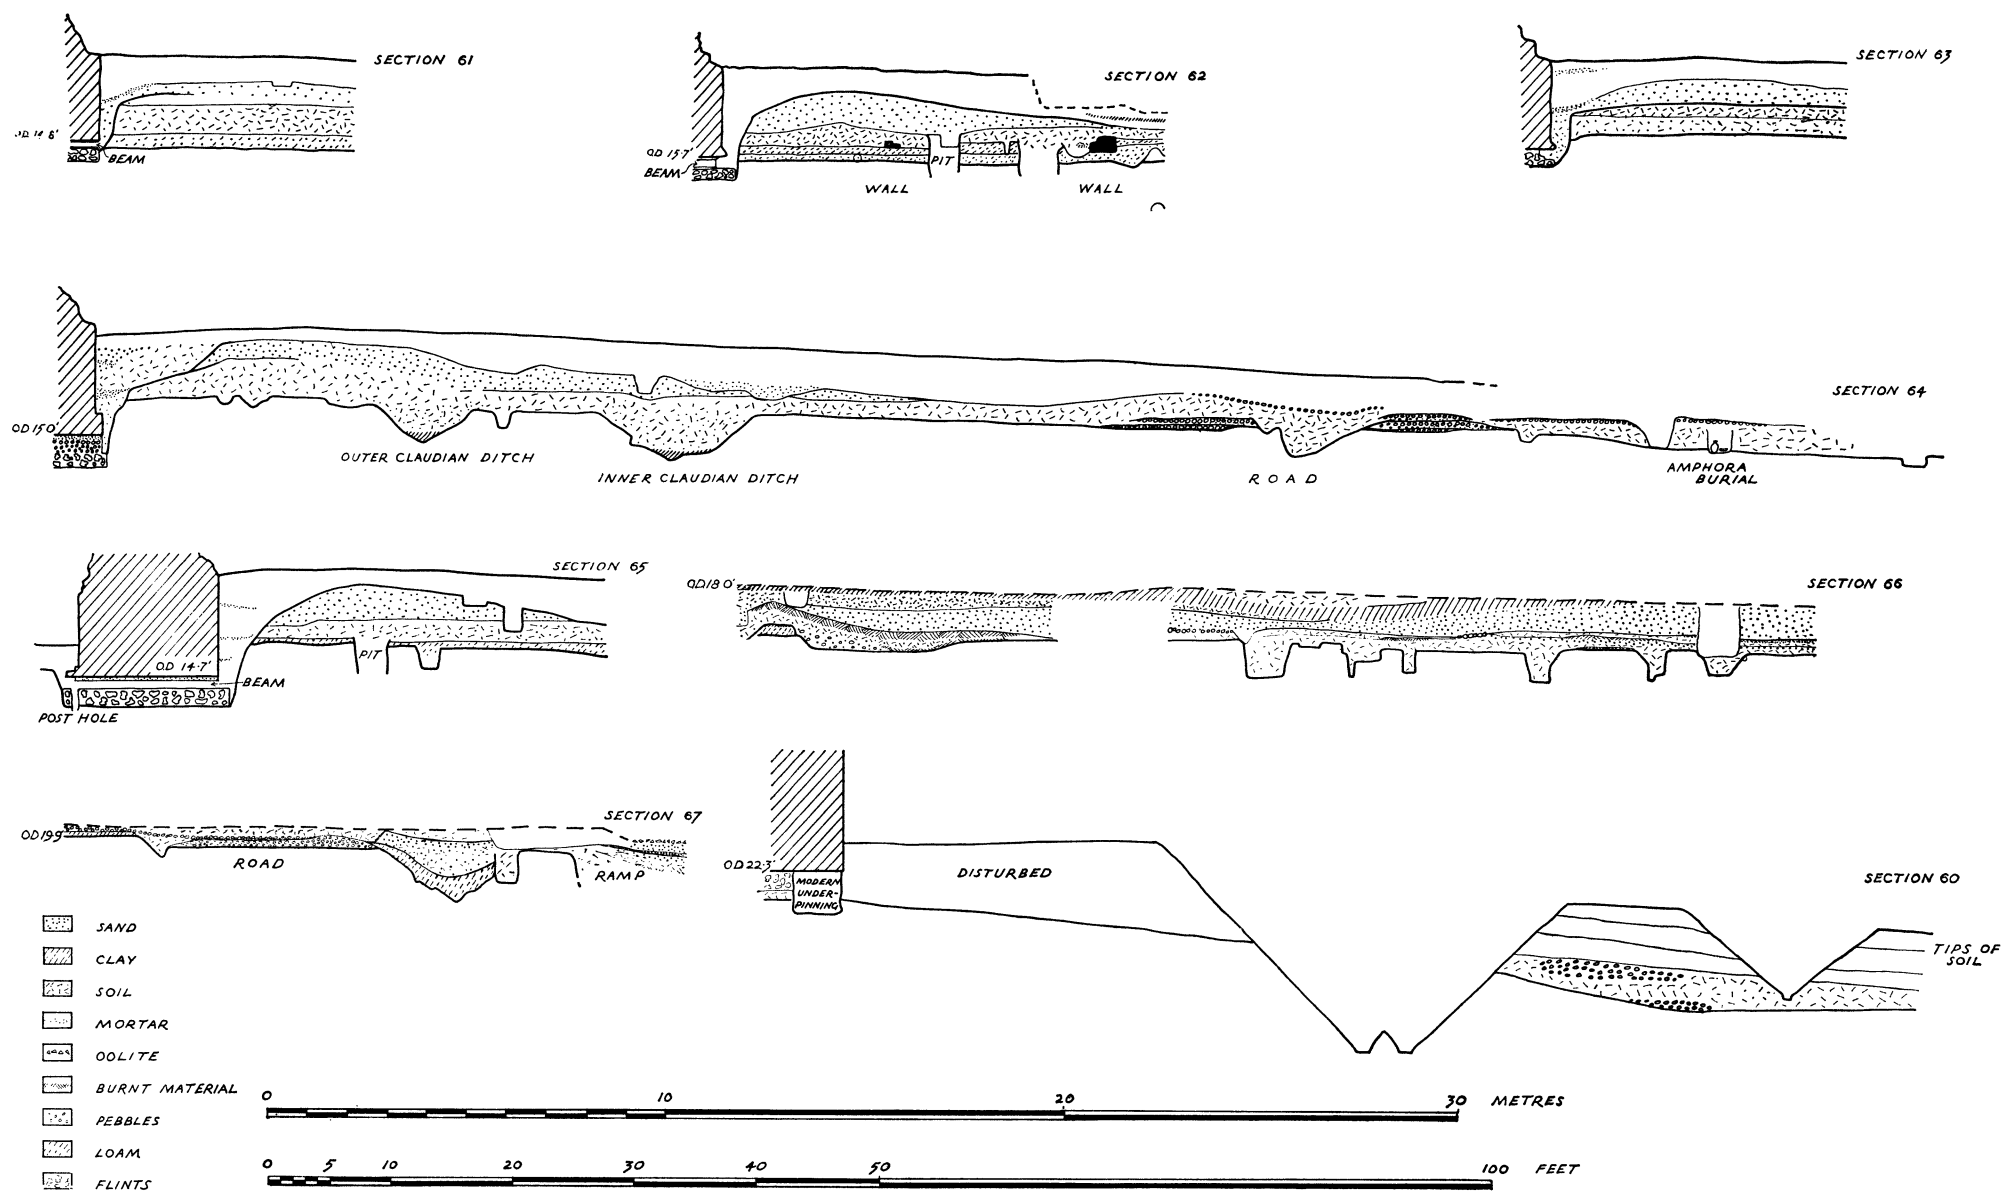 SECTION 61
OD 14·6'
BEAM
SECTION 62
OD 15·7'
BEAM
PIT
WALL
WALL
SECTION 63
SECTION 64
OD 15 0'
OUTER CLAUDIAN DITCH
INNER CLAUDIAN DITCH
ROAD
AMPHORA
BURIAL
SECTION 65
PIT
OD 14·7'
BEAM
POST HOLE
OD 18 0'
SECTION 66
SECTION 67
OD 19 9
ROAD
RAMP
OD 22·3'
MODERN
UNDER-
PINNING
DISTURBED
SECTION 60
TIPS OF
SOIL
SAND
CLAY
SOIL
MORTAR
OOLITE
BURNT MATERIAL
PEBBLES
LOAM
FLINTS
0 10 20 30 METRES
0 5 10 20 30 40 50 100 FEET